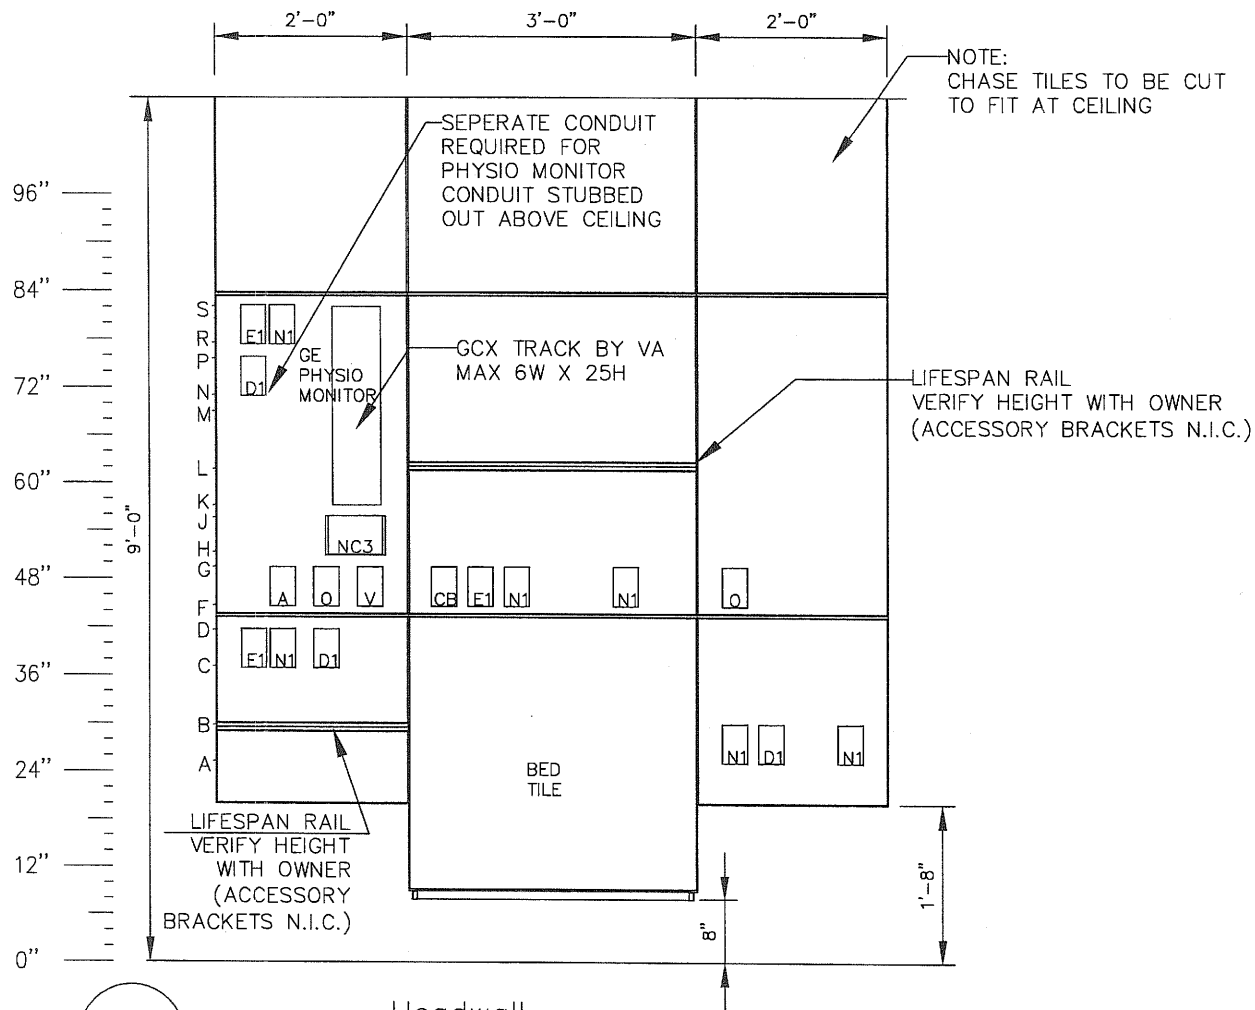 2'-0" 3'-0" 2'-0"
NOTE:
CHASE TILES TO BE CUT
TO FIT AT CEILING
SEPERATE CONDUIT
REQUIRED FOR
PHYSIO MONITOR
CONDUIT STUBBED
OUT ABOVE CEILING
96"
84"
72"
60"
48"
36"
24"
12"
0"
9'-0"
S
R
P
N
M
L
K
J
H
G
F
D
C
B
A
E1 N1
D1
GE
PHYSIO
MONITOR
GCX TRACK BY VA
MAX 6W X 25H
LIFESPAN RAIL
VERIFY HEIGHT WITH OWNER
(ACCESSORY BRACKETS N.I.C.)
NC3
A O V CB E1 N1 N1 O
E1 N1 D1
N1 D1 N1
BED
TILE
LIFESPAN RAIL
VERIFY HEIGHT
WITH OWNER
(ACCESSORY
BRACKETS N.I.C.)
8"
1'-8"
Headwall